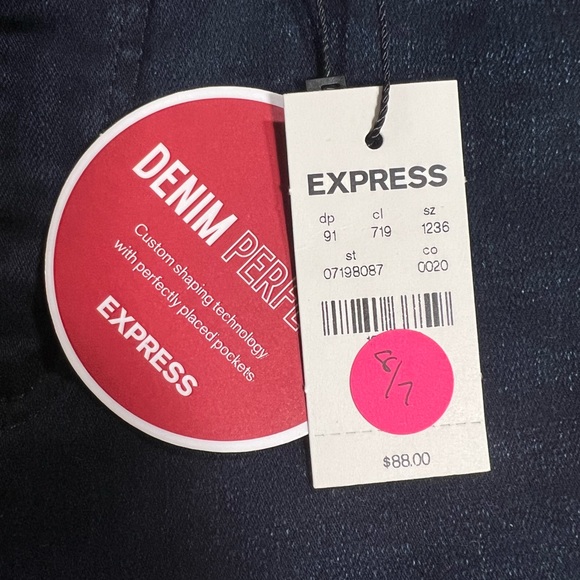 DENIM
Custom shaping technology
with perfectly placed pockets
EXPRESS
EXPRESS
dp cl sz
91 719 1236
st co
07198087 0020
$88.00